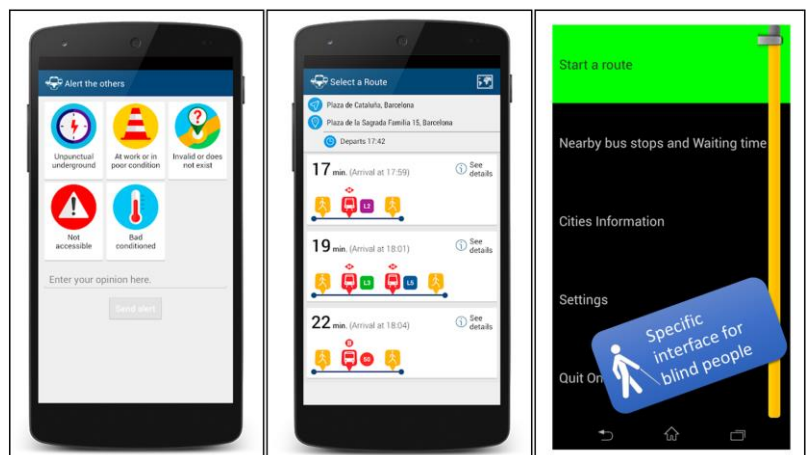 Alert the others
Unpunctual
underground
At work or in
poor condition
Invalid or does
not exist
Not
accessible
Bad
conditioned
Enter your opinion here.
Send alert
Select a Route
Plaza de Cataluña, Barcelona
Plaza de la Sagrada Familia 15, Barcelona
Departs 17:42
17 min. (Arrival at 17:59)
See
details
L2
19 min. (Arrival at 18:01)
See
details
L3
L5
22 min. (Arrival at 18:04)
See
details
Start a route
Nearby bus stops and Waiting time
Cities Information
Settings
Quit On
Specific
interface for
blind people